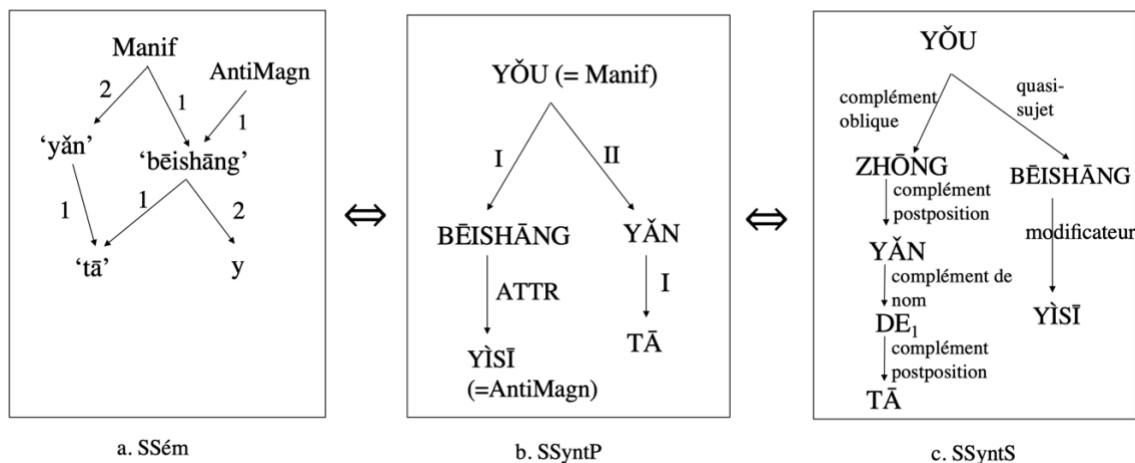 Manif
AntiMagn
2
1
1
‘yǎn’
‘bēishāng’
1
1
2
‘tā’
y
a. SSém
⇔
YǑU (= Manif)
I
II
BĒISHĀNG
YǍN
ATTR
I
YÌSĪ
(=AntiMagn)
TĀ
b. SSyntP
⇔
YǑU
complément
oblique
quasi-
sujet
ZHŌNG
BĒISHĀNG
complément
postposition
modificateur
YǍN
complément de
nom
YÌSĪ
DE₁
complément
postposition
TĀ
c. SSyntS